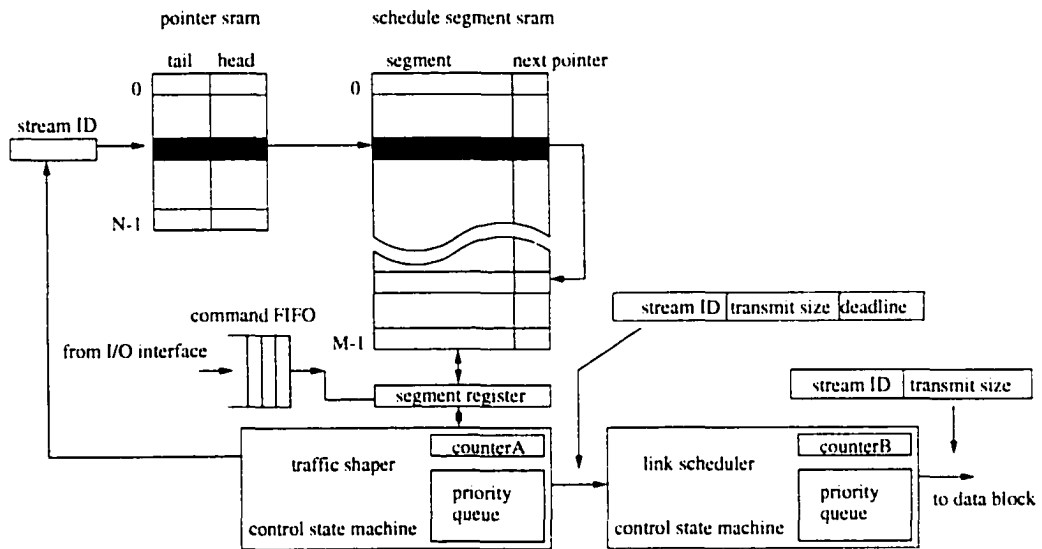 pointer sram
schedule segment sram
tail head
segment next pointer
0
0
stream ID
N-1
command FIFO
M-1
from I/O interface
segment register
stream ID transmit size deadline
stream ID transmit size
traffic shaper
counterA
priority
queue
control state machine
link scheduler
counterB
priority
queue
control state machine
to data block